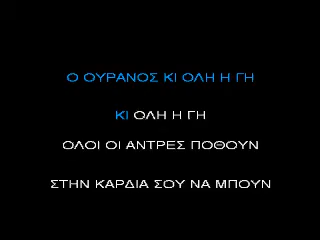 Ο ΟΥΡΑΝΟΣ ΚΙ ΟΛΗ Η ΓΗ
ΚΙ ΟΛΗ Η ΓΗ
ΟΛΟΙ ΟΙ ΑΝΤΡΕΣ ΠΟΘΟΥΝ
ΣΤΗΝ ΚΑΡΔΙΑ ΣΟΥ ΝΑ ΜΠΟΥΝ